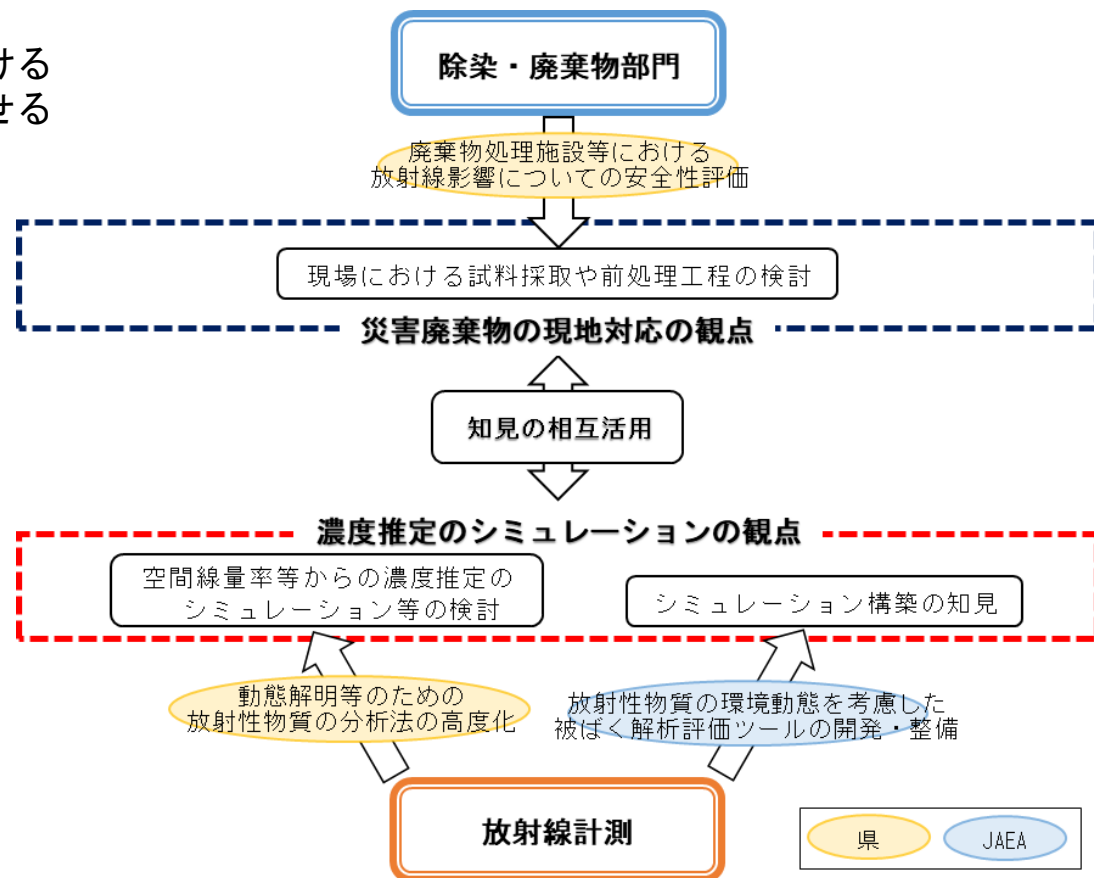 ける
せる
除染・廃棄物部門
廃棄物処理施設等における
放射線影響についての安全性評価
現場における試料採取や前処理工程の検討
災害廃棄物の現地対応の観点
知見の相互活用
濃度推定のシミュレーションの観点
空間線量率等からの濃度推定の
シミュレーション等の検討
シミュレーション構築の知見
動態解明等のための
放射性物質の分析法の高度化
放射性物質の環境動態を考慮した
被ばく解析評価ツールの開発・整備
放射線計測
県
JAEA